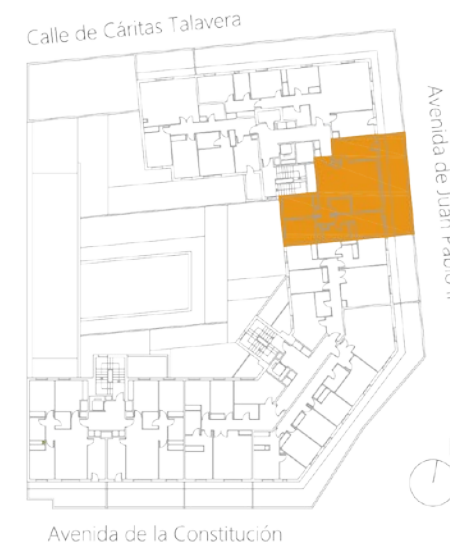 Calle de Cáritas Talavera
Avenida de Juan Pablo II
Avenida de la Constitución